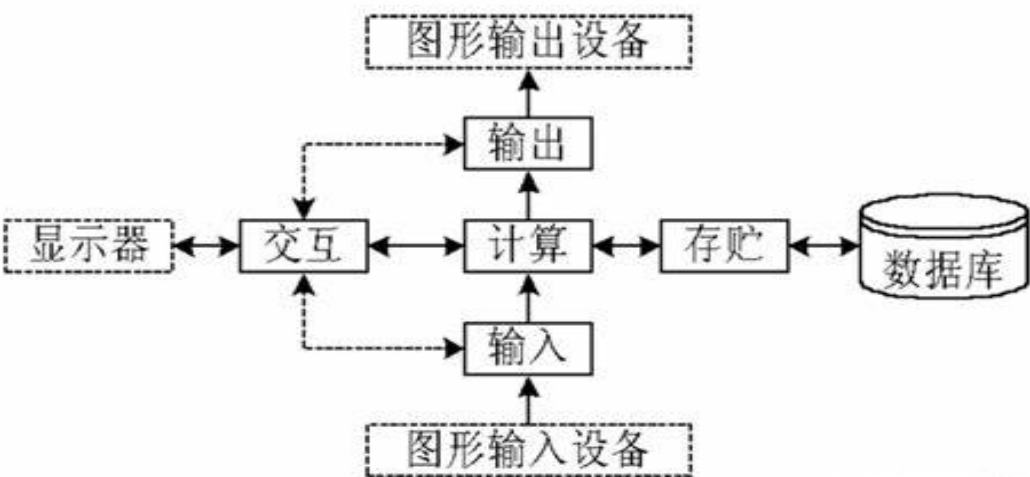 图形输出设备
输出
显示器
交互
计算
存贮
数据库
输入
图形输入设备